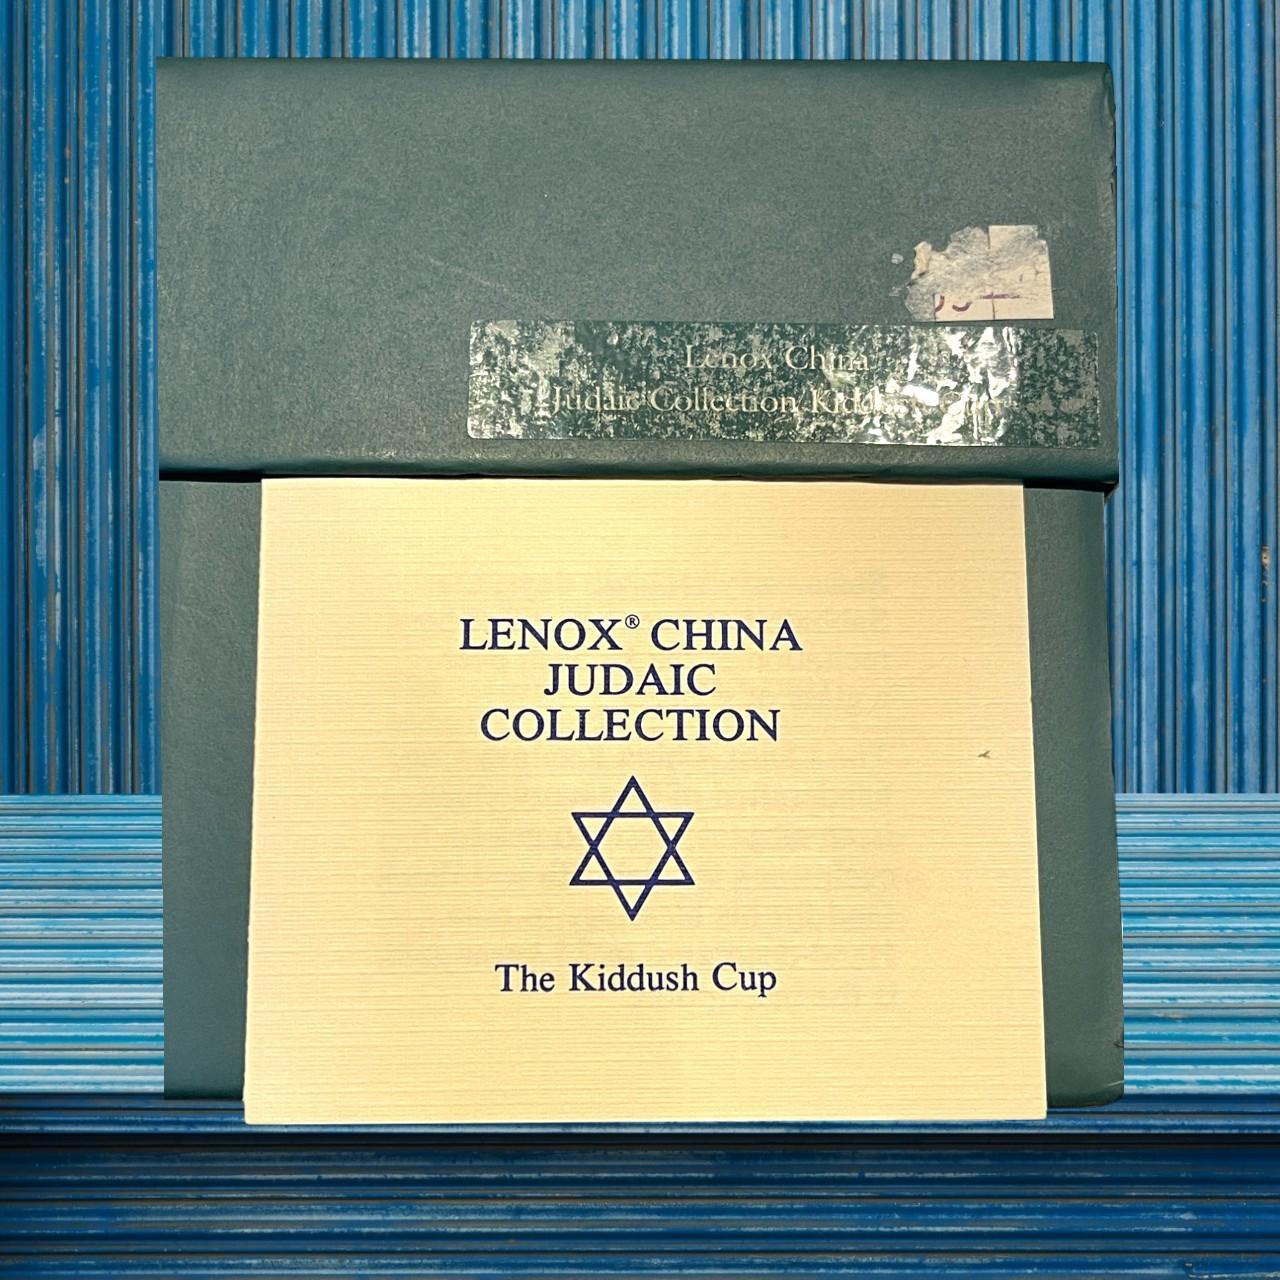 Lenox China
Judaic Collection
LENOX® CHINA
JUDAIC
COLLECTION
The Kiddush Cup